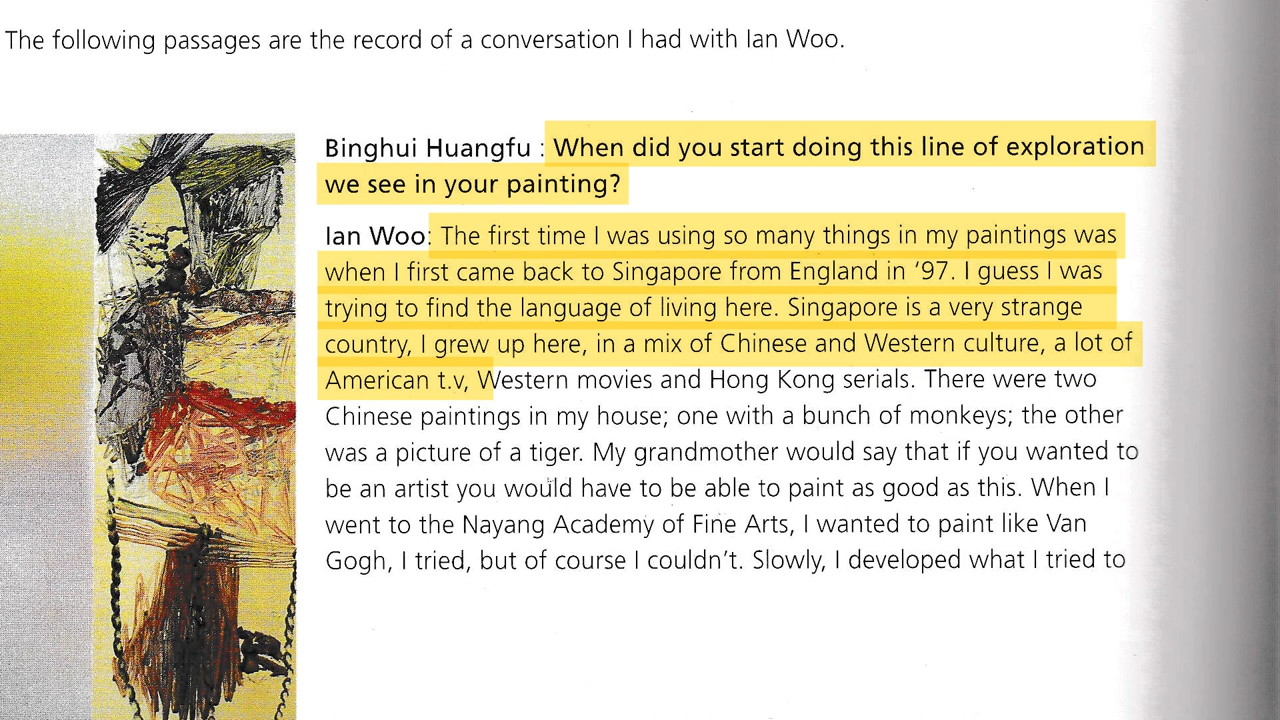 The following passages are the record of a conversation I had with Ian Woo.
Binghui Huangfu : When did you start doing this line of exploration
we see in your painting?
Ian Woo: The first time I was using so many things in my paintings was
when I first came back to Singapore from England in ‘97. I guess I was
trying to find the language of living here. Singapore is a very strange
country, I grew up here, in a mix of Chinese and Western culture, a lot of
American t.v, Western movies and Hong Kong serials. There were two
Chinese paintings in my house; one with a bunch of monkeys; the other
was a picture of a tiger. My grandmother would say that if you wanted to
be an artist you would have to be able to paint as good as this. When I
went to the Nayang Academy of Fine Arts, I wanted to paint like Van
Gogh, I tried, but of course I couldn’t. Slowly, I developed what I tried to